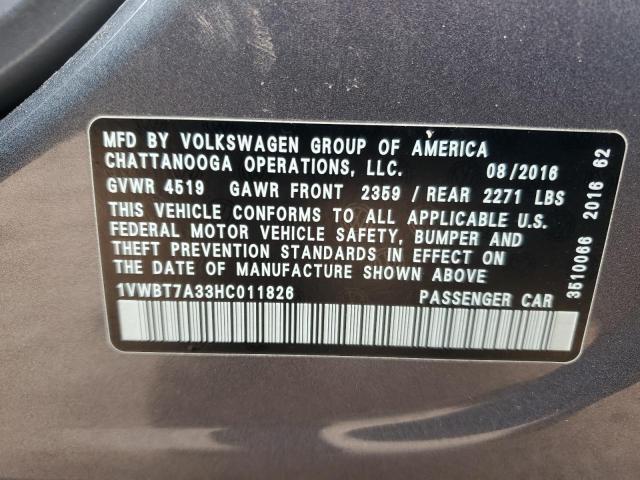 MFD BY VOLKSWAGEN GROUP OF AMERICA
CHATTANOOGA OPERATIONS, LLC. 08/2016
GVWR 4519 GAWR FRONT 2359 / REAR 2271 LBS
THIS VEHICLE CONFORMS TO ALL APPLICABLE U.S.
FEDERAL MOTOR VEHICLE SAFETY, BUMPER AND
THEFT PREVENTION STANDARDS IN EFFECT ON
THE DATE OF MANUFACTURE SHOWN ABOVE
1VWBT7A33HC011826 PASSENGER CAR
3510066 2016 62